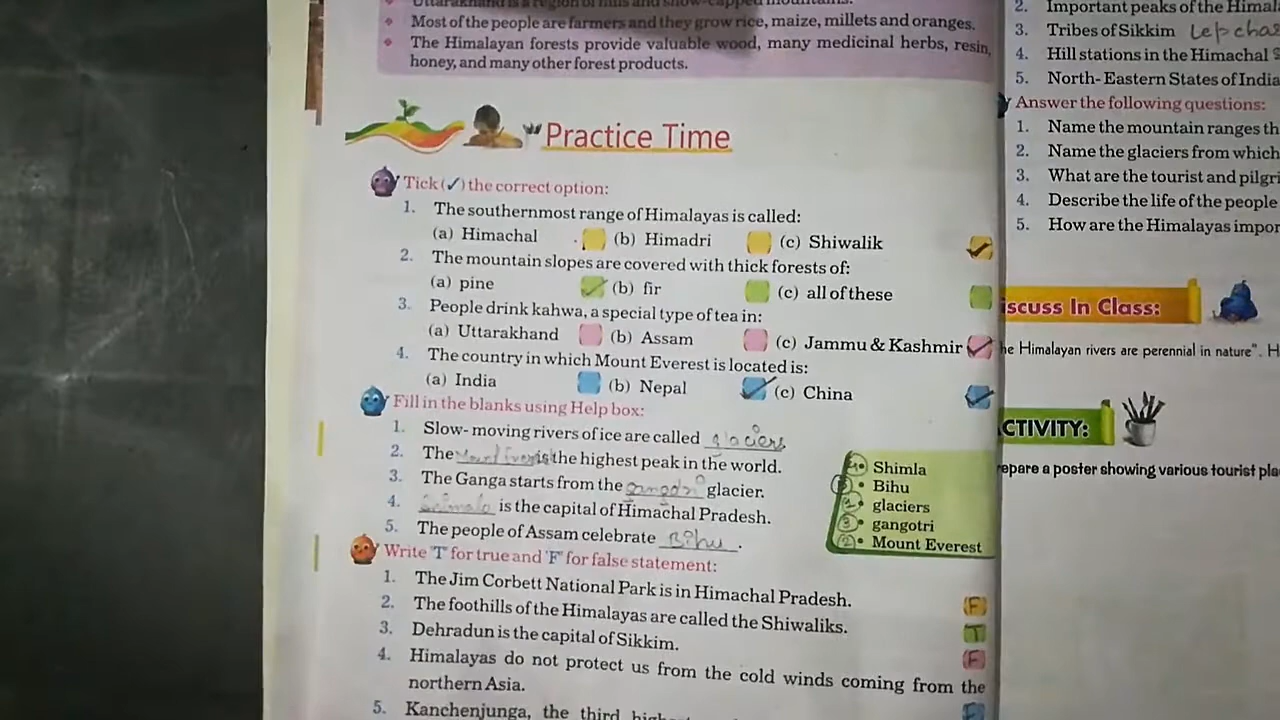 Uttarakhand is a region of hills and snow-capped mountains.
Most of the people are farmers and they grow rice, maize, millets and oranges.
The Himalayan forests provide valuable wood, many medicinal herbs, resin,
honey, and many other forest products.
Practice Time
Tick (✓) the correct option:
1. The southernmost range of Himalayas is called:
(a) Himachal (b) Himadri (c) Shiwalik ✓
2. The mountain slopes are covered with thick forests of:
(a) pine ✓ (b) fir (c) all of these
3. People drink kahwa, a special type of tea in:
(a) Uttarakhand (b) Assam (c) Jammu & Kashmir ✓
4. The country in which Mount Everest is located is:
(a) India (b) Nepal ✓ (c) China ✓
Fill in the blanks using Help box:
1. Slow- moving rivers of ice are called glaciers
2. The Mount Everest is the highest peak in the world.
3. The Ganga starts from the gangotri glacier.
4. Shimala is the capital of Himachal Pradesh.
5. The people of Assam celebrate Bihu.
4 • Shimla
5 • Bihu
1 • glaciers
3 • gangotri
2 • Mount Everest
Write 'T' for true and 'F' for false statement:
1. The Jim Corbett National Park is in Himachal Pradesh. F
2. The foothills of the Himalayas are called the Shiwaliks. T
3. Dehradun is the capital of Sikkim. F
4. Himalayas do not protect us from the cold winds coming from the
northern Asia. F
5. Kanchenjunga, the third
2. Important peaks of the
3. Tribes of Sikkim Lepchas
4. Hill stations in the Himachal
5. North-Eastern States of India
Answer the following questions:
1. Name the mountain ranges
2. Name the glaciers from which
3. What are the tourist and
4. Describe the life of the people
5. How are the Himalayas
iscuss In Class:
he Himalayan rivers are perennial in nature". H
CTIVITY:
repare a poster showing various tourist